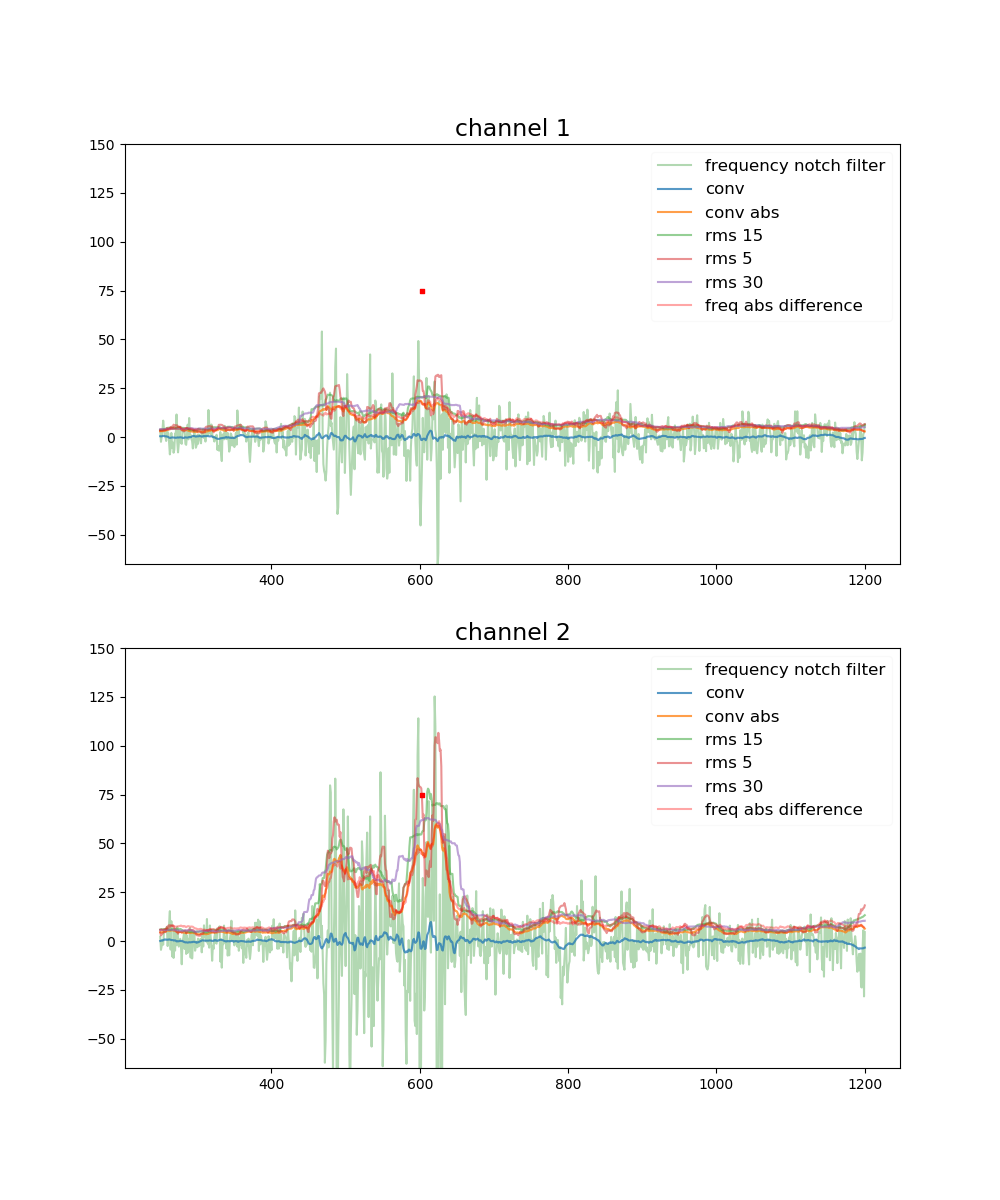 channel 1
150
125
100
75
50
25
0
−25
−50
frequency notch filter
conv
conv abs
rms 15
rms 5
rms 30
freq abs difference
400 600 800 1000 1200
channel 2
150
125
100
75
50
25
0
−25
−50
frequency notch filter
conv
conv abs
rms 15
rms 5
rms 30
freq abs difference
400 600 800 1000 1200